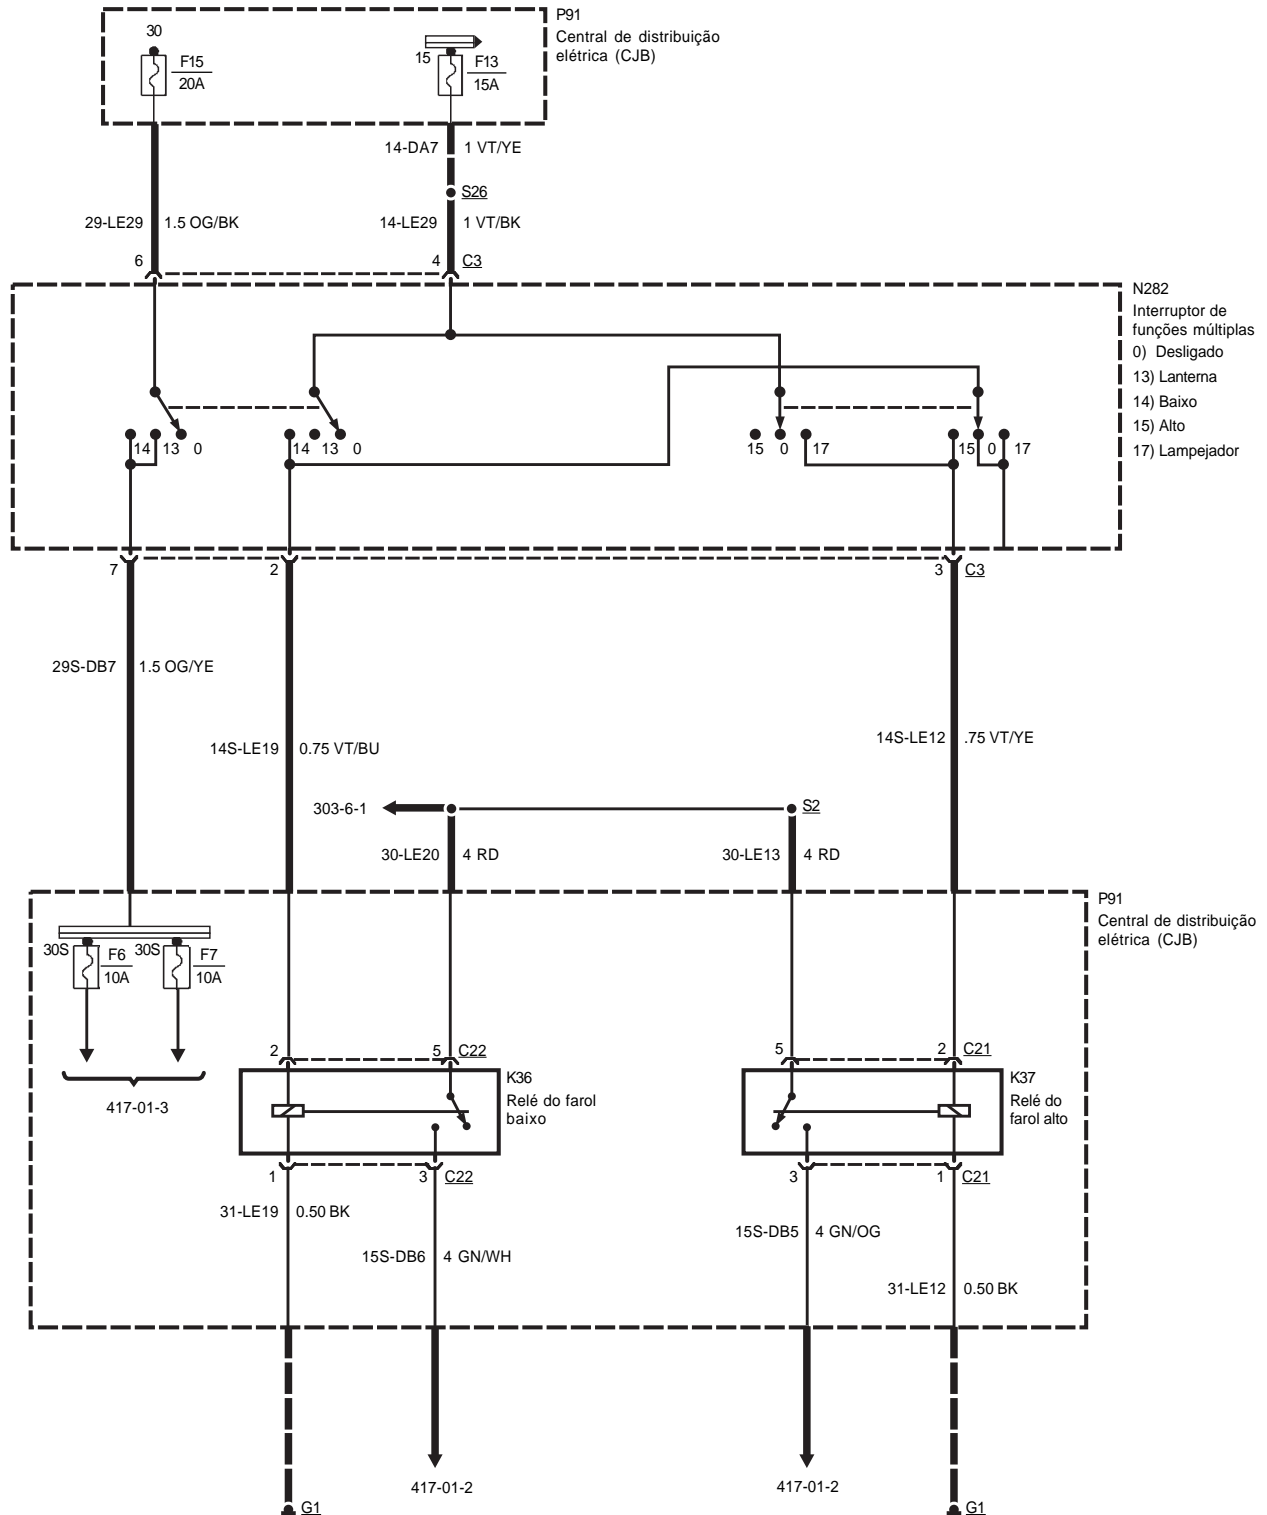 P91
Central de distribuição
elétrica (CJB)
30
F15
20A
15
F13
15A
14-DA7 1 VT/YE
S26
29-LE29 1.5 OG/BK
14-LE29 1 VT/BK
6
4 C3
N282
Interruptor de
funções múltiplas
0) Desligado
13) Lanterna
14) Baixo
15) Alto
17) Lampejador
14 13 0
14 13 0
15 0 17
15 0 17
7
2
3 C3
29S-DB7 1.5 OG/YE
14S-LE19 0.75 VT/BU
14S-LE12 .75 VT/YE
303-6-1
S2
30-LE20 4 RD
30-LE13 4 RD
P91
Central de distribuição
elétrica (CJB)
30S F6
10A
30S F7
10A
417-01-3
2
5 C22
5
2 C21
K36
Relé do farol
baixo
K37
Relé do
farol alto
1
3 C22
3
1 C21
31-LE19 0.50 BK
15S-DB6 4 GN/WH
15S-DB5 4 GN/OG
31-LE12 0.50 BK
417-01-2
417-01-2
G1
G1